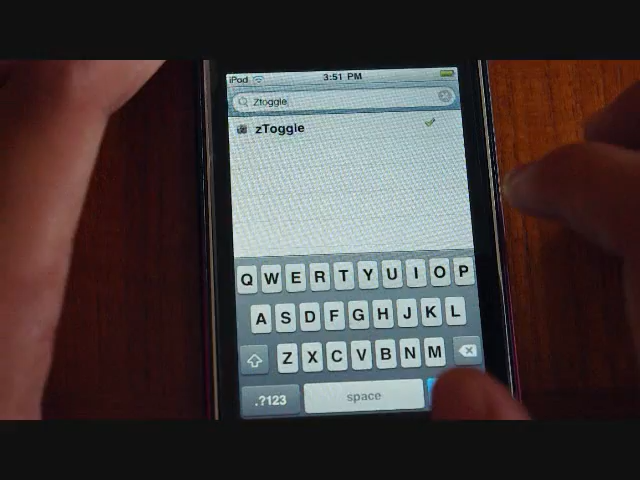 iPod 3:51 PM
Ztoggle
zToggle
Q W E R T Y U I O P
A S D F G H J K L
Z X C V B N M
.?123 space